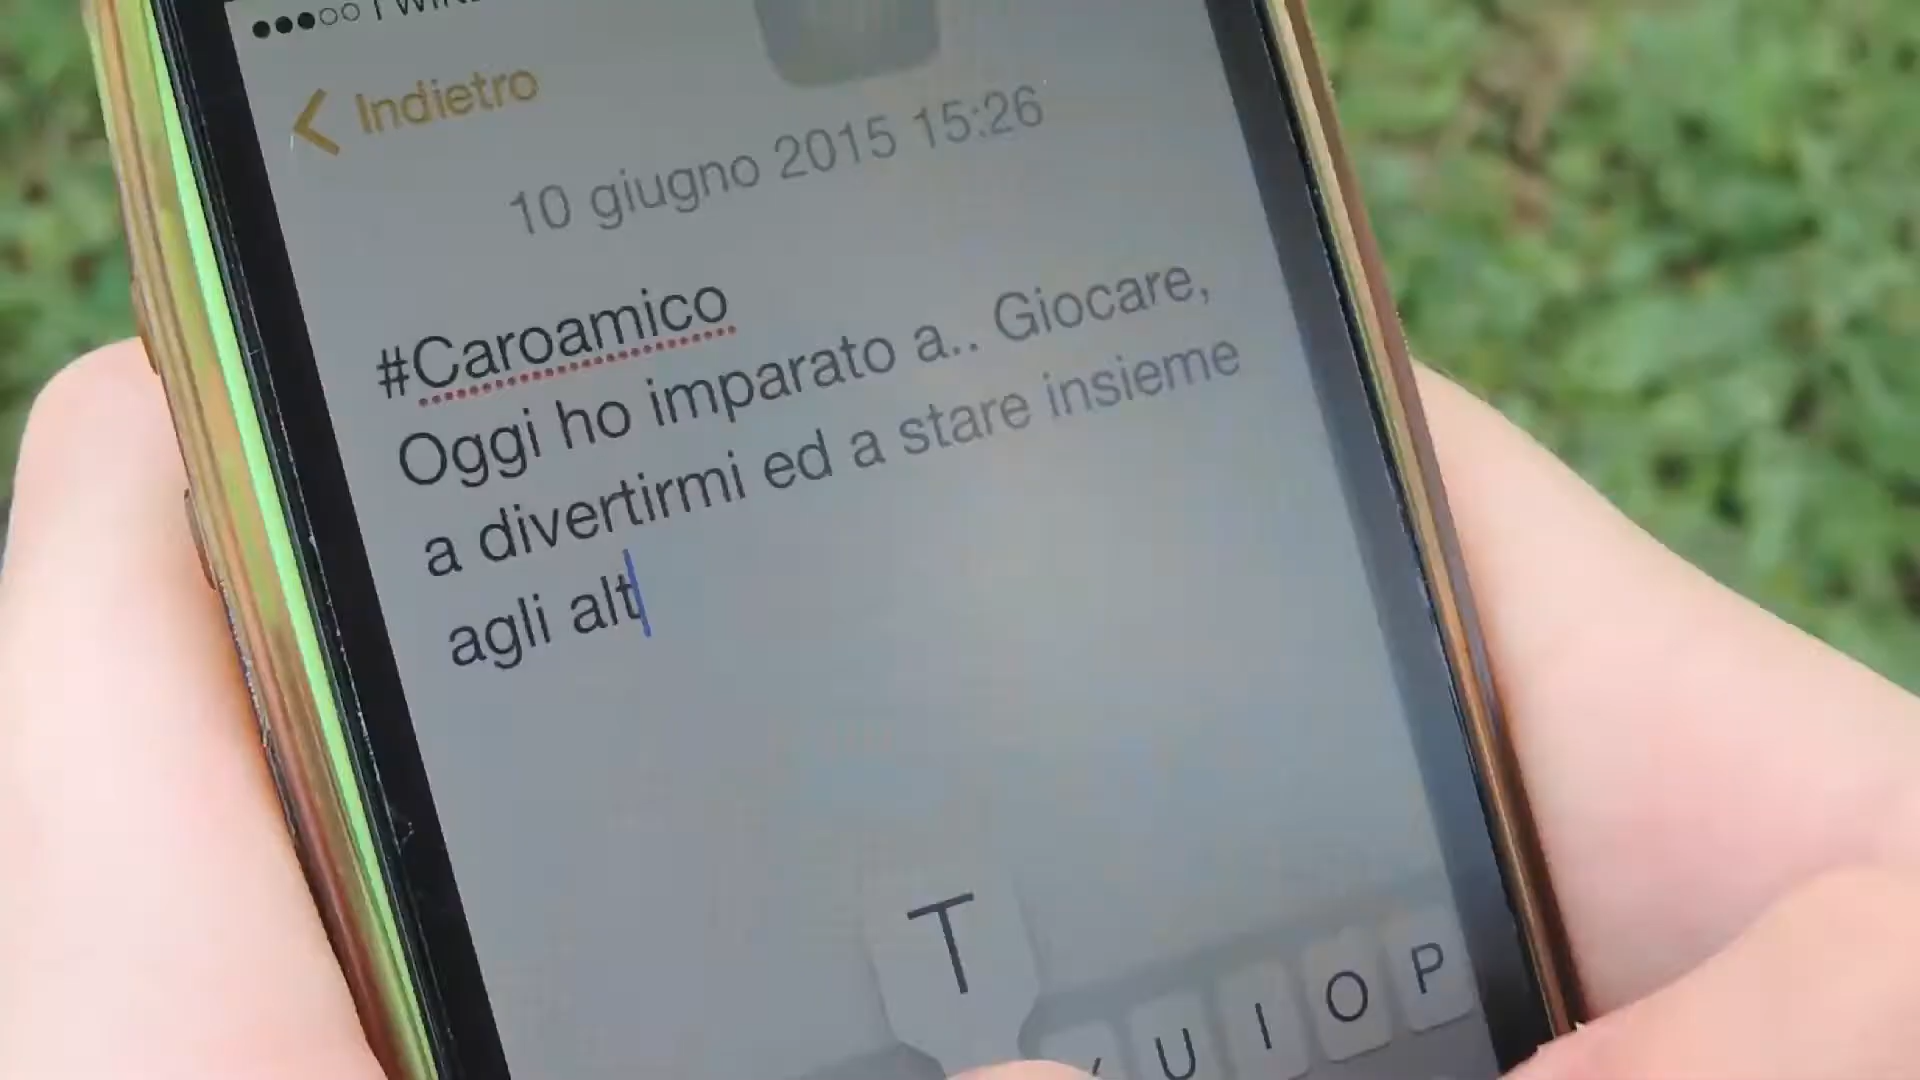 Indietro
10 giugno 2015 15:26
#Caroamico
Oggi ho imparato a.. Giocare,
a divertirmi ed a stare insieme
agli alt
T
U I O P